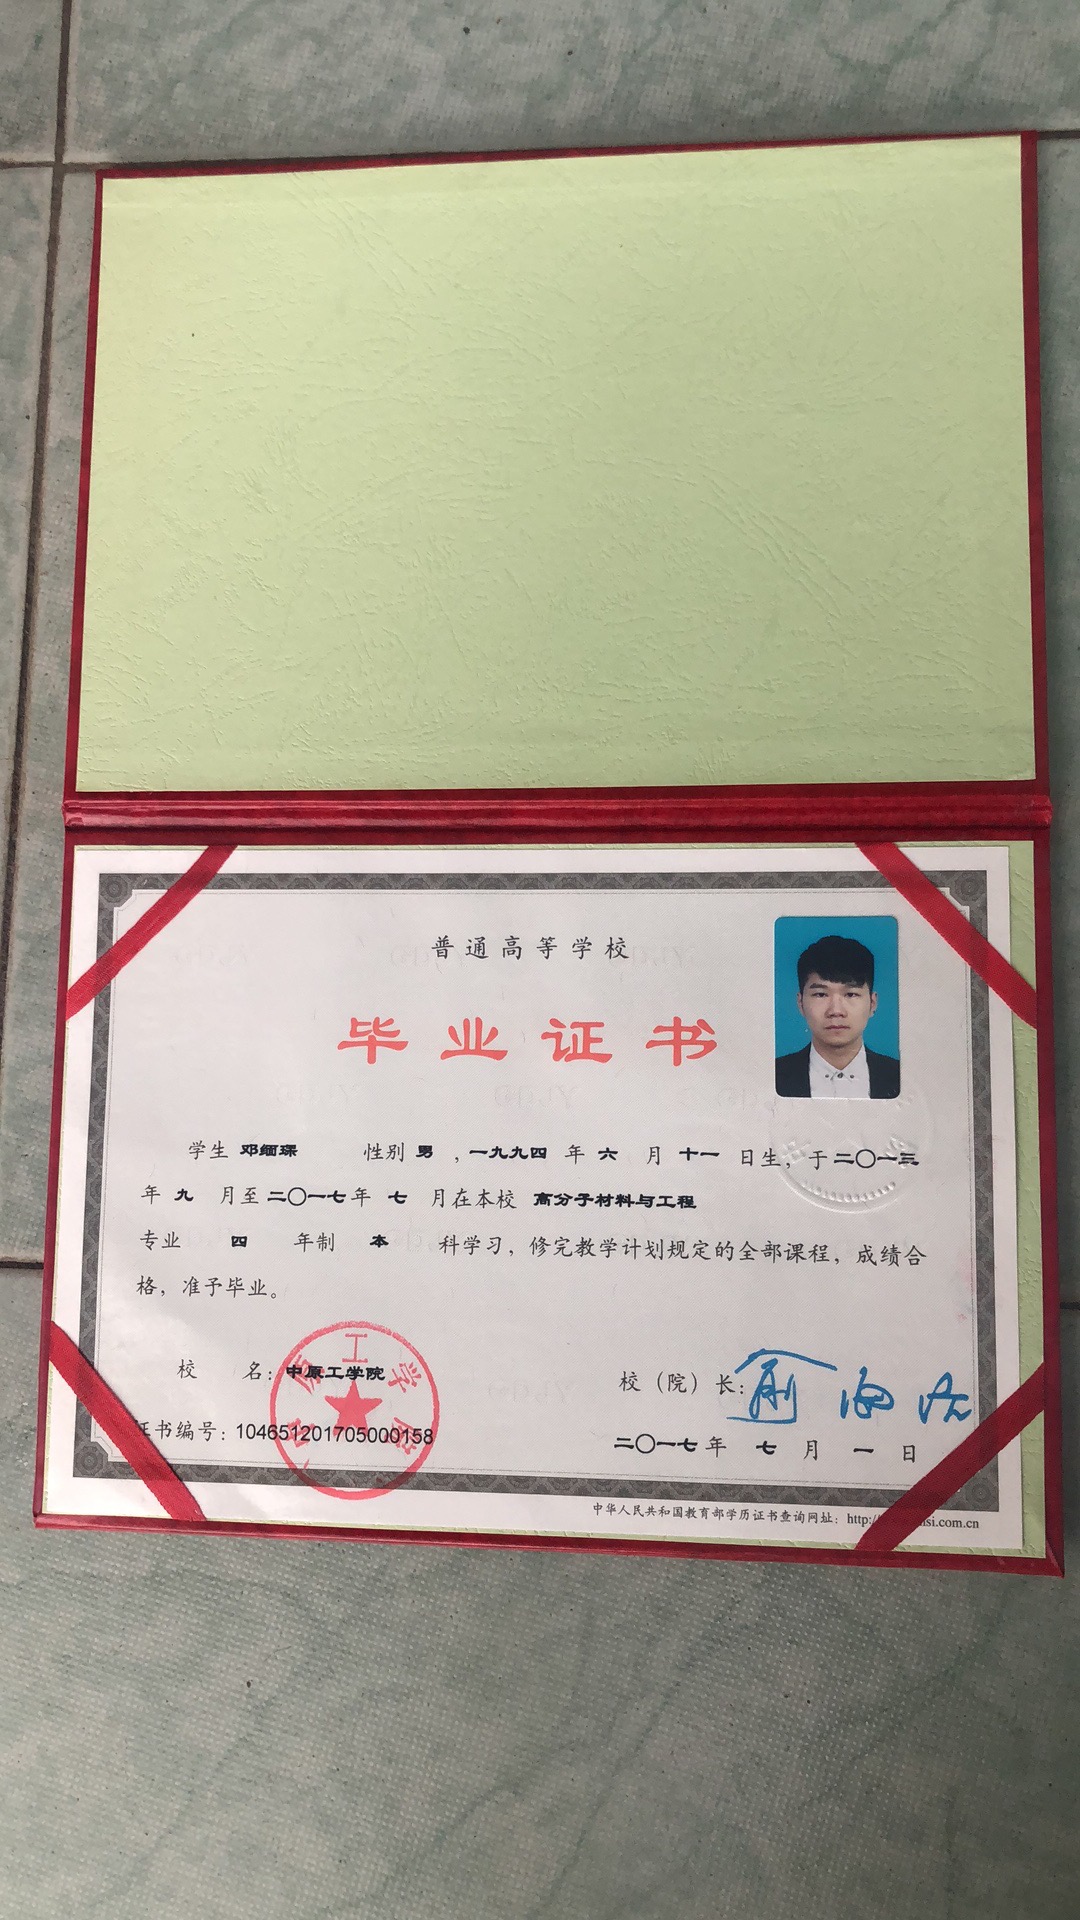 普通高等学校
毕业证书
学生 邓缅琛 性别 男 ,一九九四 年 六 月 十一 日生，于二〇一三
年 九 月至 二〇一七年 七 月在本校 高分子材料与工程
专业 四 年制 本 科学习，修完教学计划规定的全部课程，成绩合
格，准予毕业。
校 名：中原工学院
校（院）长：俞海洛
证书编号：104651201705000158
二〇一七年 七 月 一 日
中华人民共和国教育部学历证书查询网址：http://
si.com.cn